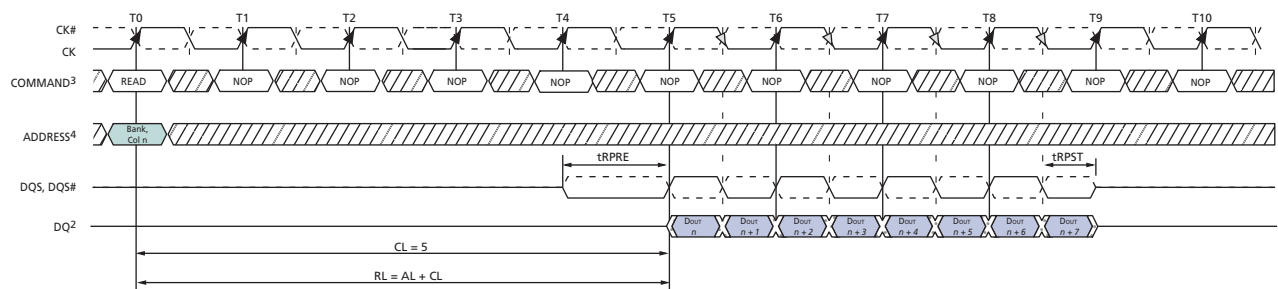 T0 T1 T2 T3 T4 T5 T6 T7 T8 T9 T10
CK#
CK
COMMAND3 READ NOP NOP NOP NOP NOP NOP NOP NOP NOP NOP
ADDRESS4 Bank,
Col n
tRPRE tRPST
DQS, DQS#
DQ2 DOUT n DOUT n + 1 DOUT n + 2 DOUT n + 3 DOUT n + 4 DOUT n + 5 DOUT n + 6 DOUT n + 7
CL = 5
RL = AL + CL